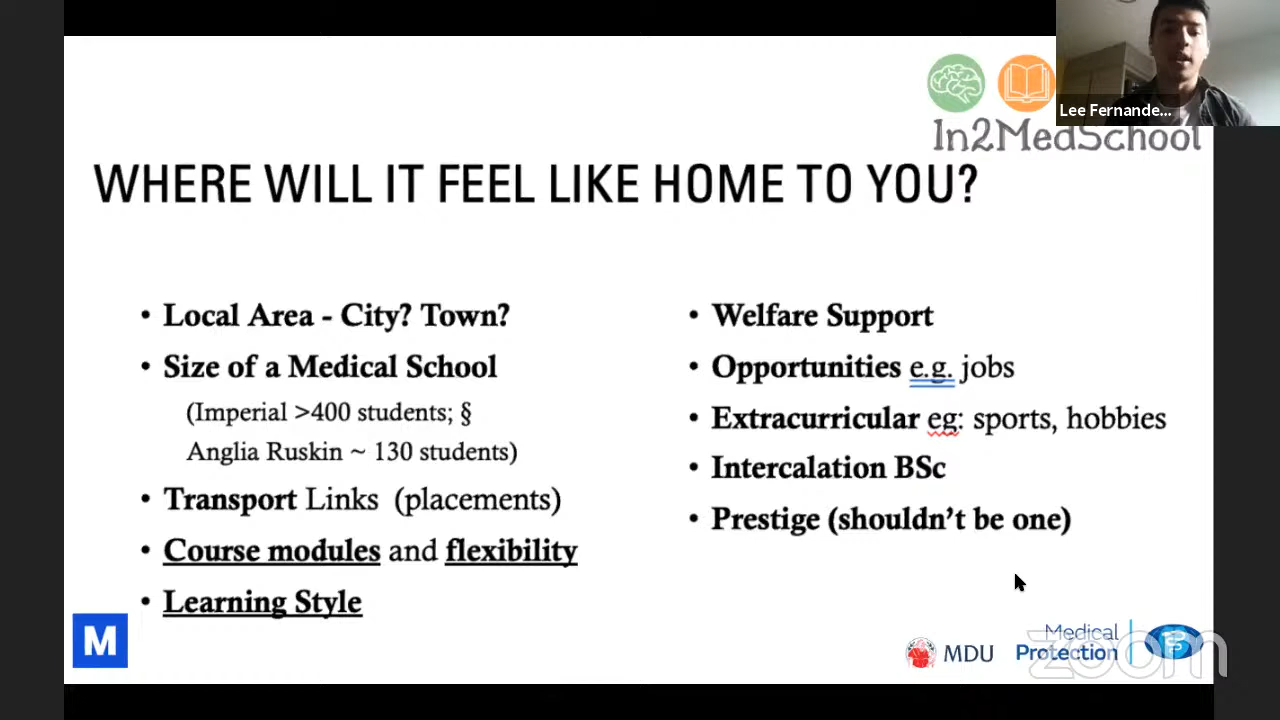 Lee Fernande...
In2MedSchool
WHERE WILL IT FEEL LIKE HOME TO YOU?
• Local Area - City? Town?
• Size of a Medical School
(Imperial >400 students; §
Anglia Ruskin ~ 130 students)
• Transport Links (placements)
• Course modules and flexibility
• Learning Style
• Welfare Support
• Opportunities e.g. jobs
• Extracurricular eg: sports, hobbies
• Intercalation BSc
• Prestige (shouldn't be one)
M
MDU
Medical
Protection
zoom